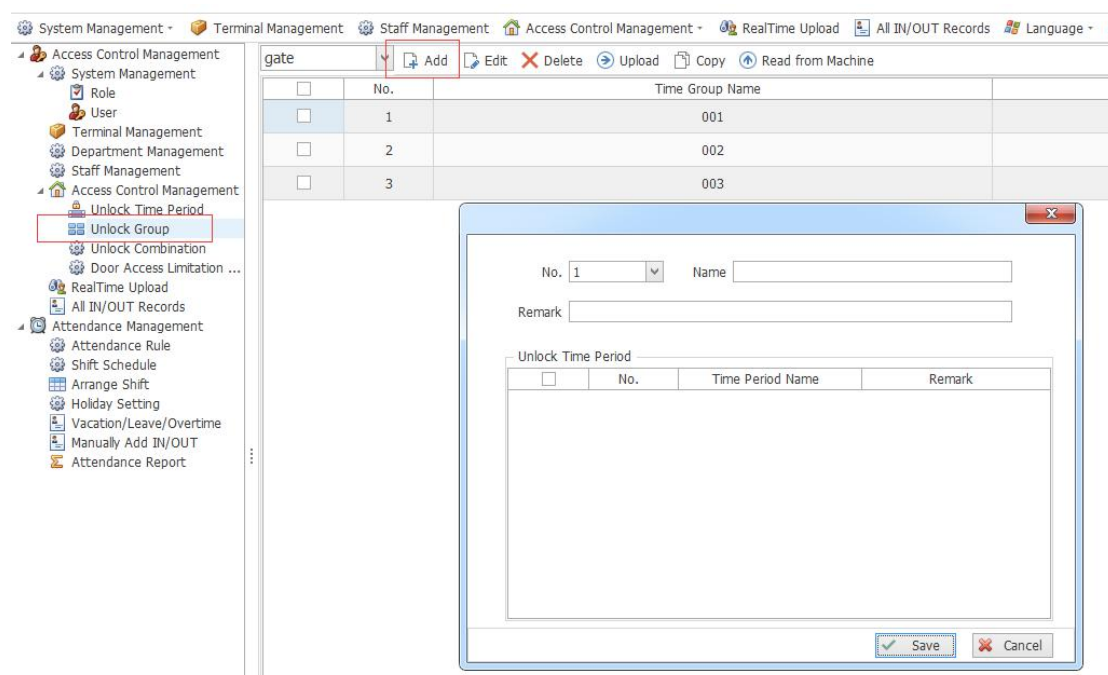 System Management Terminal Management Staff Management Access Control Management RealTime Upload All IN/OUT Records Language
Access Control Management
System Management
Role
User
Terminal Management
Department Management
Staff Management
Access Control Management
Unlock Time Period
Unlock Group
Unlock Combination
Door Access Limitation ...
RealTime Upload
All IN/OUT Records
Attendance Management
Attendance Rule
Shift Schedule
Arrange Shift
Holiday Setting
Vacation/Leave/Overtime
Manually Add IN/OUT
Attendance Report
gate Add Edit Delete Upload Copy Read from Machine
No. Time Group Name
1 001
2 002
3 003
No. 1 Name
Remark
Unlock Time Period
No. Time Period Name Remark
Save Cancel